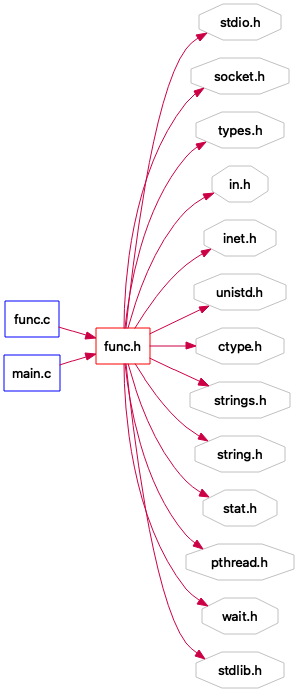 stdio.h
socket.h
types.h
in.h
inet.h
unistd.h
func.c
func.h
ctype.h
main.c
strings.h
string.h
stat.h
pthread.h
wait.h
stdlib.h